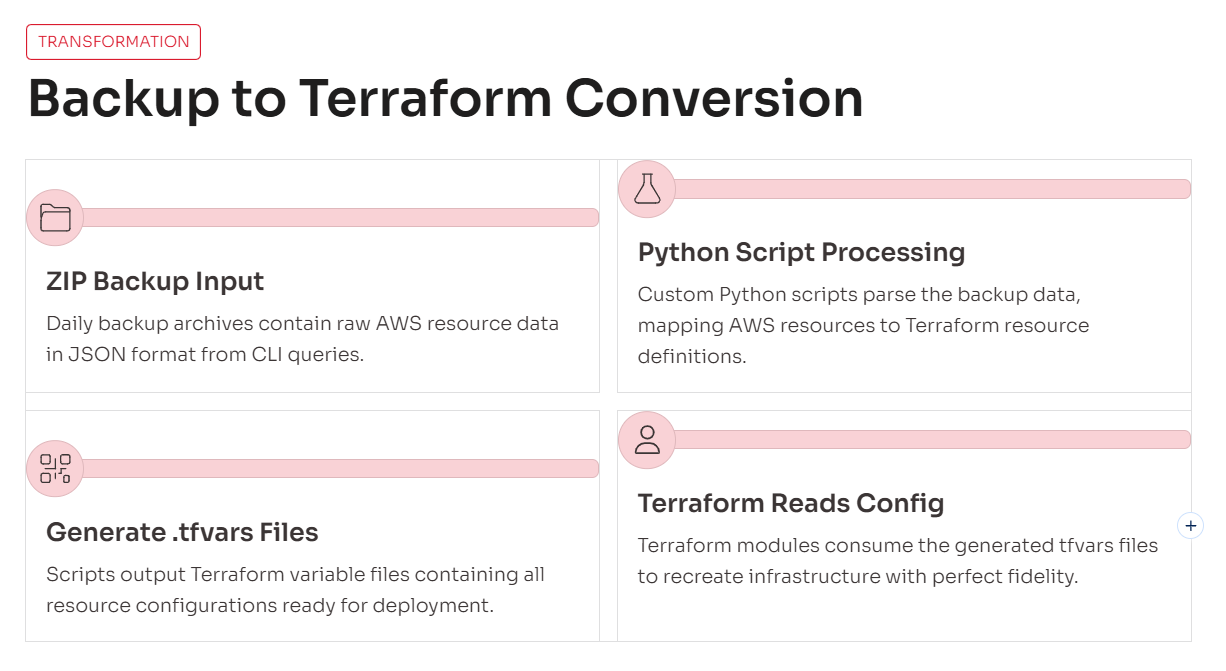 TRANSFORMATION
Backup to Terraform Conversion
ZIP Backup Input
Daily backup archives contain raw AWS resource data
in JSON format from CLI queries.
Python Script Processing
Custom Python scripts parse the backup data,
mapping AWS resources to Terraform resource
definitions.
Generate .tfvars Files
Scripts output Terraform variable files containing all
resource configurations ready for deployment.
Terraform Reads Config
Terraform modules consume the generated tfvars files
to recreate infrastructure with perfect fidelity.